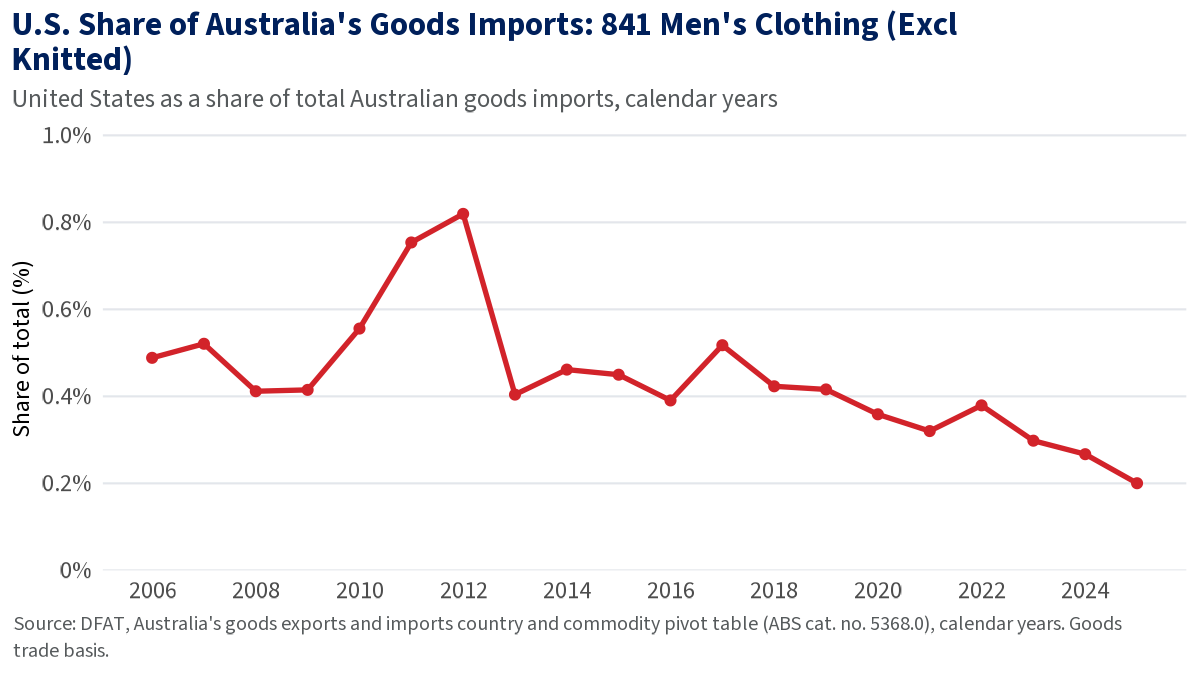 U.S. Share of Australia's Goods Imports: 841 Men's Clothing (Excl
Knitted)
United States as a share of total Australian goods imports, calendar years
1.0%
0.8%
0.6%
0.4%
0.2%
0%
Share of total (%)
2006 2008 2010 2012 2014 2016 2018 2020 2022 2024
Source: DFAT, Australia's goods exports and imports country and commodity pivot table (ABS cat. no. 5368.0), calendar years. Goods
trade basis.